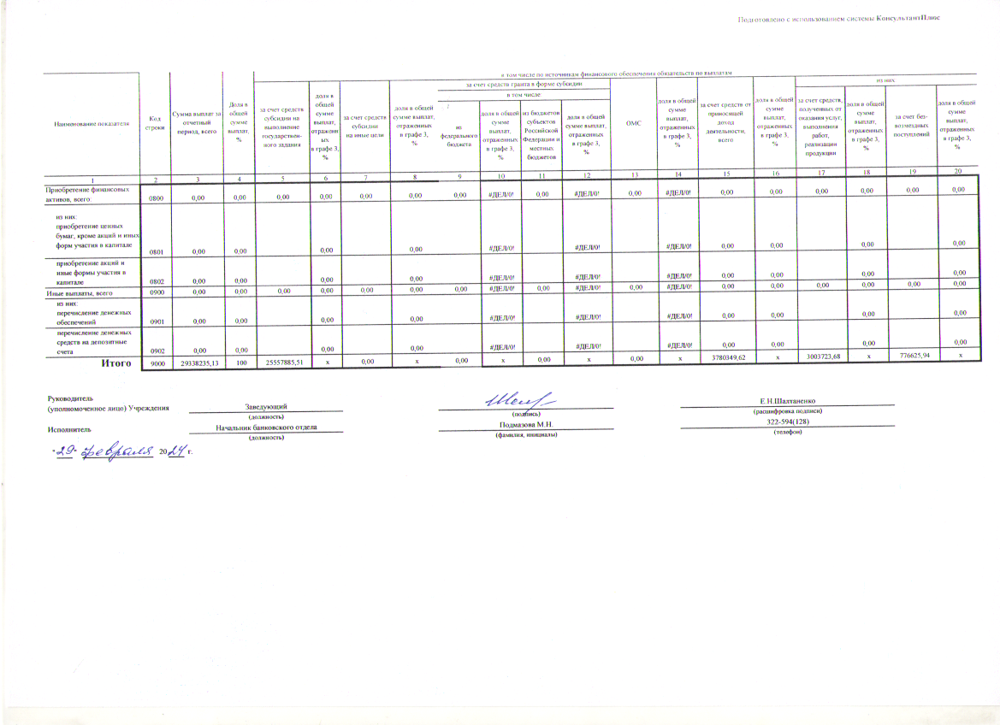 Подготовлено с использованием системы КонсультантПлюс
в том числе по источникам финансового обеспечения обязательств по выплатам
за счет средств гранта в форме субсидии
из них
в том числе
Наименование показателя
Код
строки
Сумма выплат за
отчетный
период, всего
Доля в
общей
сумме
выплат,
%
за счет средств
субсидии на
выполнение
государствен-
ного задания
доля в
общей
сумме
выплат,
отраженн
ых
в графе 3,
%
за счет средств
субсидии
на иные цели
доля в общей
сумме выплат,
отраженных
в графе 3,
%
из
федерального
бюджета
доля в общей
сумме
выплат,
отраженных
в графе 3,
%
из бюджетов
субъектов
Российской
Федерации и
местных
бюджетов
доля в общей
сумме выплат,
отраженных
в графе 3,
%
ОМС
доля в общей
сумме
выплат,
отраженных
в графе 3,
%
за счет средств от
приносящей
доход
деятельности,
всего
доля в общей
сумме
выплат,
отраженных
в графе 3,
%
за счет средств,
полученных от
оказания услуг,
выполнения
работ,
реализации
продукции
доля в общей
сумме
выплат,
отраженных
в графе 3,
%
за счет без-
возмездных
поступлений
доля в общей
сумме
выплат,
отраженных
в графе 3,
%
1 2 3 4 5 6 7 8 9 10 11 12 13 14 15 16 17 18 19 20
Приобретение финансовых
активов, всего: 0800 0,00 0,00 0,00 0,00 0,00 0,00 0,00 #ДЕЛ/0! 0,00 #ДЕЛ/0! 0,00 #ДЕЛ/0! 0,00 0,00 0,00 0,00 0,00 0,00
из них:
приобретение ценных
бумаг, кроме акций и иных
форм участия в капитале 0801 0,00 0,00 0,00 0,00 #ДЕЛ/0! #ДЕЛ/0! #ДЕЛ/0! 0,00 0,00 0,00 0,00
приобретение акций и
иные формы участия в
капитале 0802 0,00 0,00 0,00 0,00 #ДЕЛ/0! #ДЕЛ/0! #ДЕЛ/0! 0,00 0,00 0,00 0,00
Иные выплаты, всего 0900 0,00 0,00 0,00 0,00 0,00 0,00 0,00 #ДЕЛ/0! 0,00 #ДЕЛ/0! 0,00 #ДЕЛ/0! 0,00 0,00 0,00 0,00 0,00 0,00
из них:
перечисление денежных
обеспечений 0901 0,00 0,00 0,00 0,00 #ДЕЛ/0! #ДЕЛ/0! #ДЕЛ/0! 0,00 0,00 0,00 0,00
перечисление денежных
средств на депозитные
счета 0902 0,00 0,00 0,00 0,00 #ДЕЛ/0! #ДЕЛ/0! #ДЕЛ/0! 0,00 0,00 0,00 0,00
Итого 9000 29338235,13 100 25557885,51 х 0,00 х 0,00 х 0,00 х 0,00 х 3780349,62 х 3003723,68 х 776625,94 х
Руководитель
(уполномоченное лицо) Учреждения Заведующий Е.Н.Шалтаненко
(должность) (подпись) (расшифровка подписи)
Исполнитель Начальник банковского отдела Подмазова М.Н. 322-594(128)
(должность) (фамилия, инициалы) (телефон)
"29" февраля 2024 г.